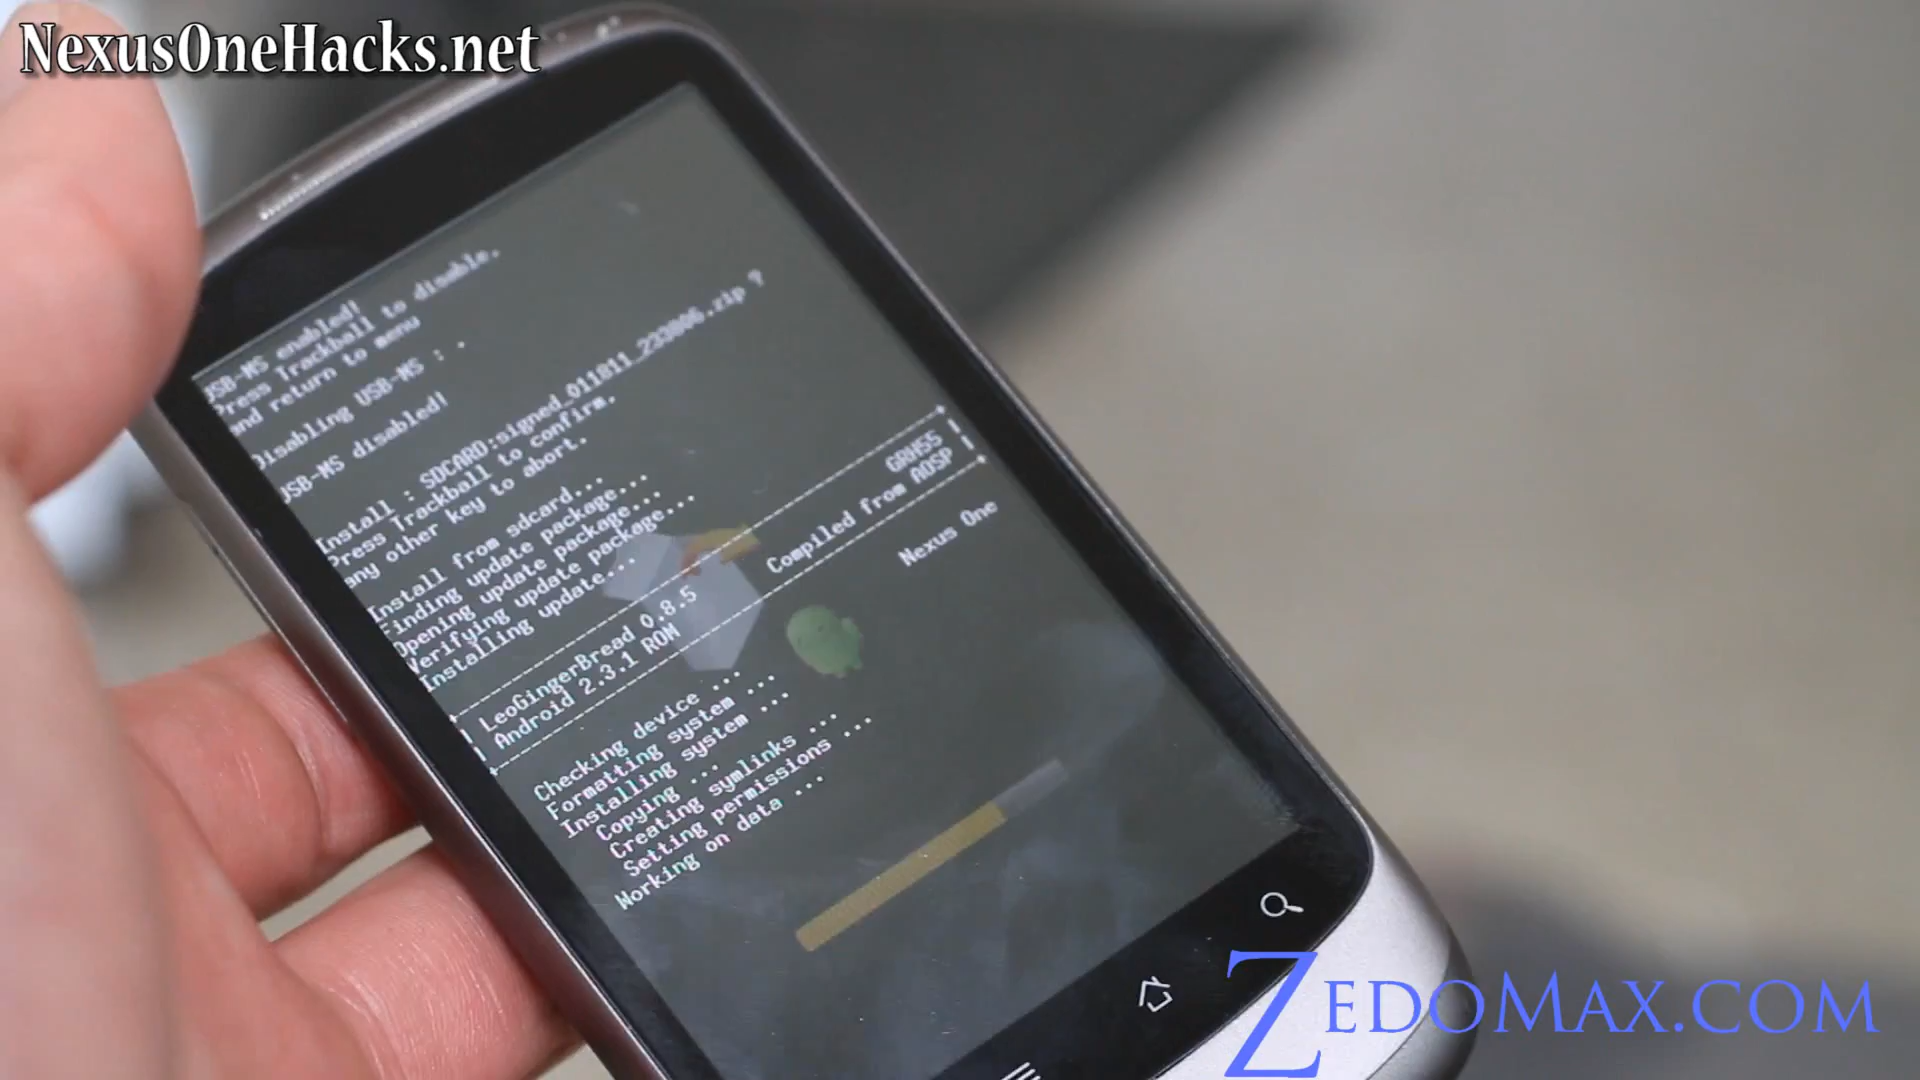 NexusOneHacks.net
USB-MS enabled!
Press Trackball to disable,
and return to menu
Disabling USB-MS : .
USB-MS disabled!
Install : SDCARD:signed_011811_233806.zip ?
Press Trackball to confirm,
any other key to abort.
Install from sdcard...
Finding update package...
Opening update package...
Verifying update package...
Installing update...
LeoGingerBread 0.8.5 GRH55
Android 2.3.1 ROM Compiled from AOSP
Nexus One
Checking device ...
Formatting system ...
Installing system ...
Copying ...
Creating symlinks ...
Setting permissions ...
Working on data ...
ZEDOMAX.COM